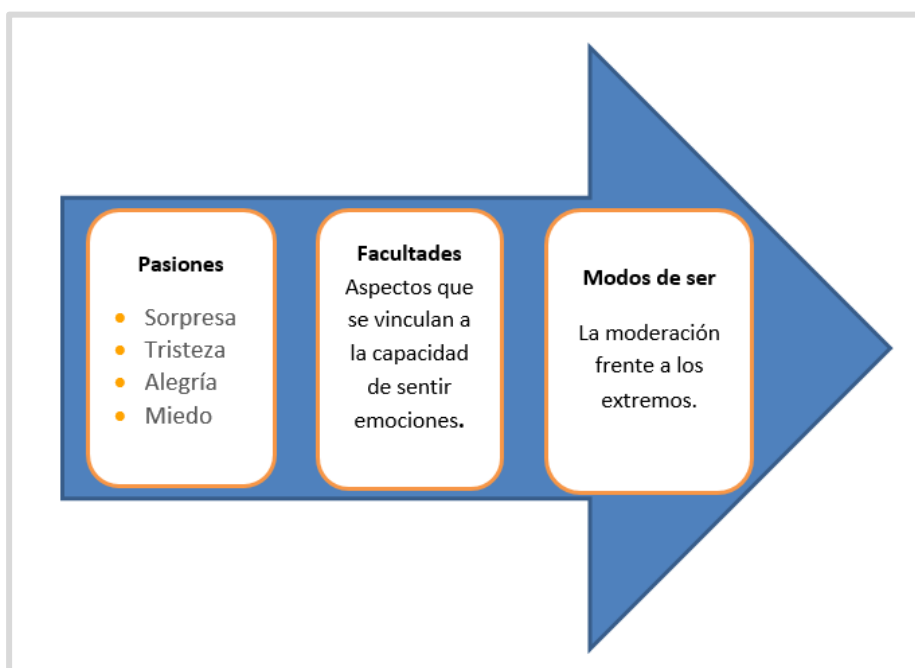 Pasiones
• Sorpresa
• Tristeza
• Alegría
• Miedo
Facultades
Aspectos que
se vinculan a
la capacidad
de sentir
emociones.
Modos de ser
La moderación
frente a los
extremos.